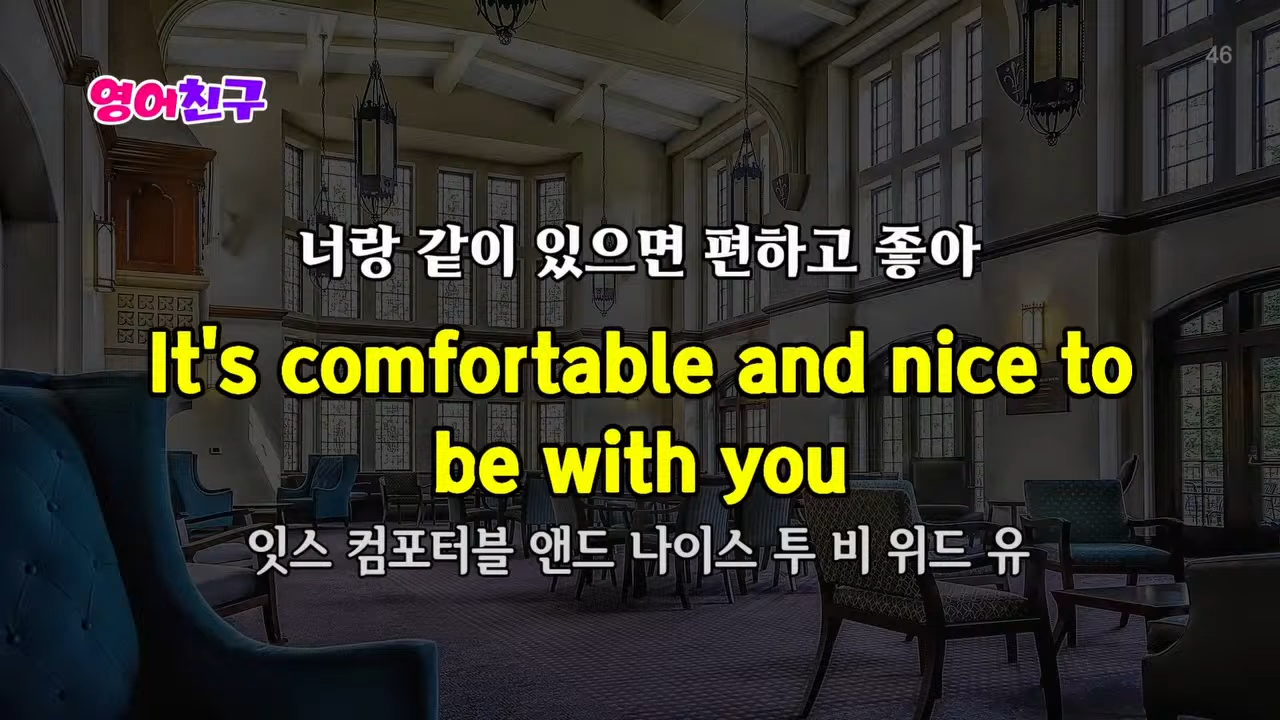 46
영어친구
너랑 같이 있으면 편하고 좋아
It's comfortable and nice to
be with you
잇스 컴포터블 앤드 나이스 투 비 위드 유